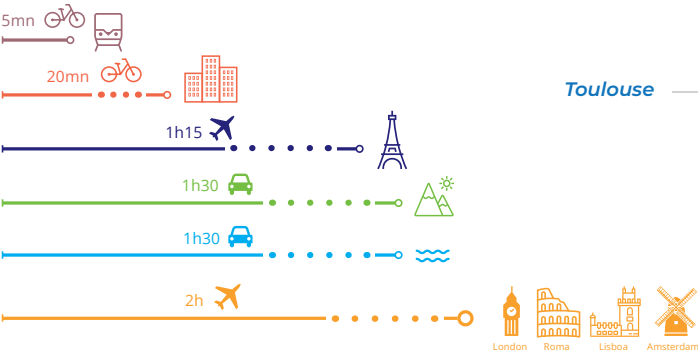 5mn
20mn
Toulouse
1h15
1h30
1h30
2h
London Roma Lisboa Amsterdam